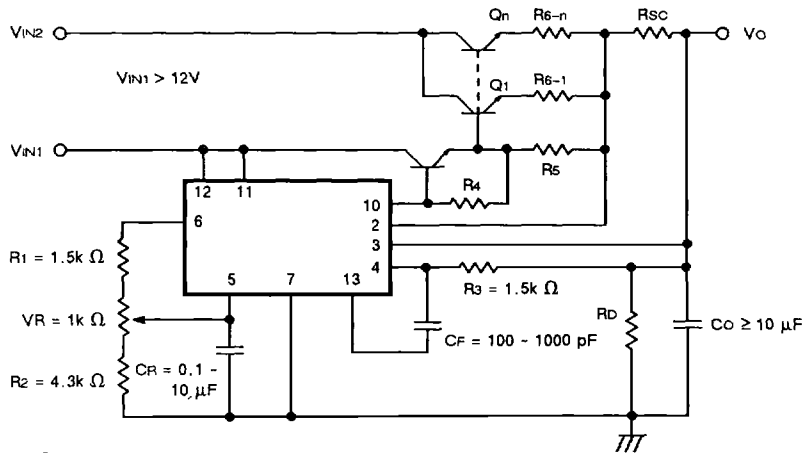 Qn R6-n RSC
VIN2 VO
VIN1 > 12V
Q1 R6-1
VIN1
R5
12 11 R4
10
6 2
3
R1 = 1.5k Ω 4
5 7 13
R3 = 1.5k Ω
VR = 1k Ω RD
CF = 100 ~ 1000 pF CO ≥ 10 μF
CR = 0.1 -
R2 = 4.3k Ω 10, μF